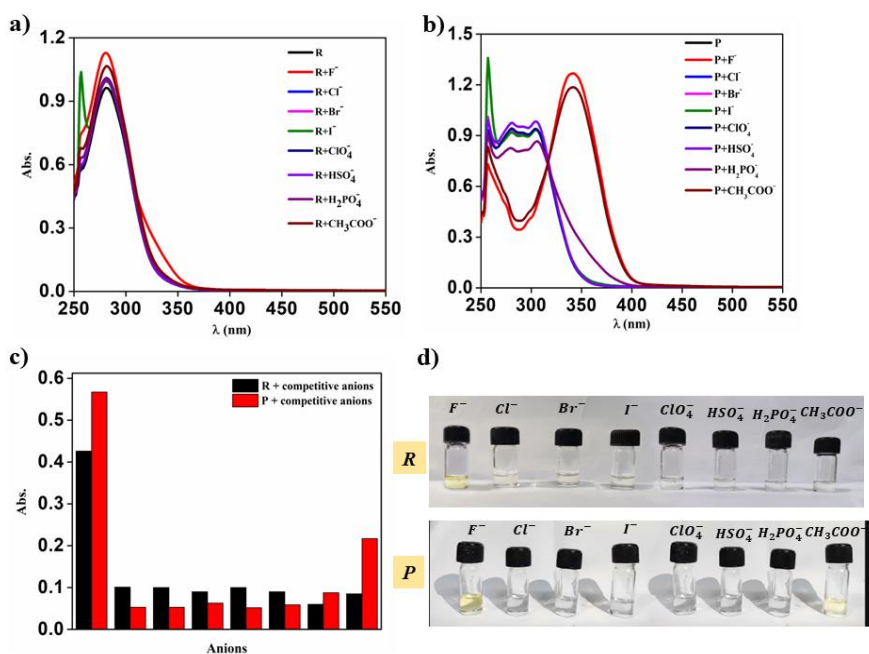 a)
1.2
0.9
0.6
0.3
0.0
Abs.
250 300 350 400 450 500 550
λ (nm)
R
R+F⁻
R+Cl⁻
R+Br⁻
R+I⁻
R+ClO₄⁻
R+HSO₄⁻
R+H₂PO₄⁻
R+CH₃COO⁻
b)
1.5
1.2
0.9
0.6
0.3
0.0
Abs.
250 300 350 400 450 500 550
λ (nm)
P
P+F⁻
P+Cl⁻
P+Br⁻
P+I⁻
P+ClO₄⁻
P+HSO₄⁻
P+H₂PO₄⁻
P+CH₃COO⁻
c)
0.6
0.5
0.4
0.3
0.2
0.1
0.0
Abs.
R + competitive anions
P + competitive anions
Anions
d)
F⁻ Cl⁻ Br⁻ I⁻ ClO₄⁻ HSO₄⁻ H₂PO₄⁻ CH₃COO⁻
R
F⁻ Cl⁻ Br⁻ I⁻ ClO₄⁻ HSO₄⁻ H₂PO₄⁻ CH₃COO⁻
P